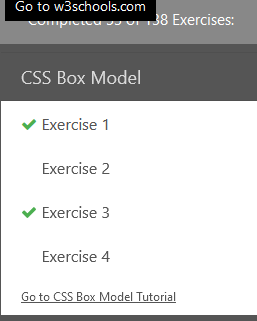 Go to w3schools.com
of 138 Exercises:
CSS Box Model
Exercise 1
Exercise 2
Exercise 3
Exercise 4
Go to CSS Box Model Tutorial